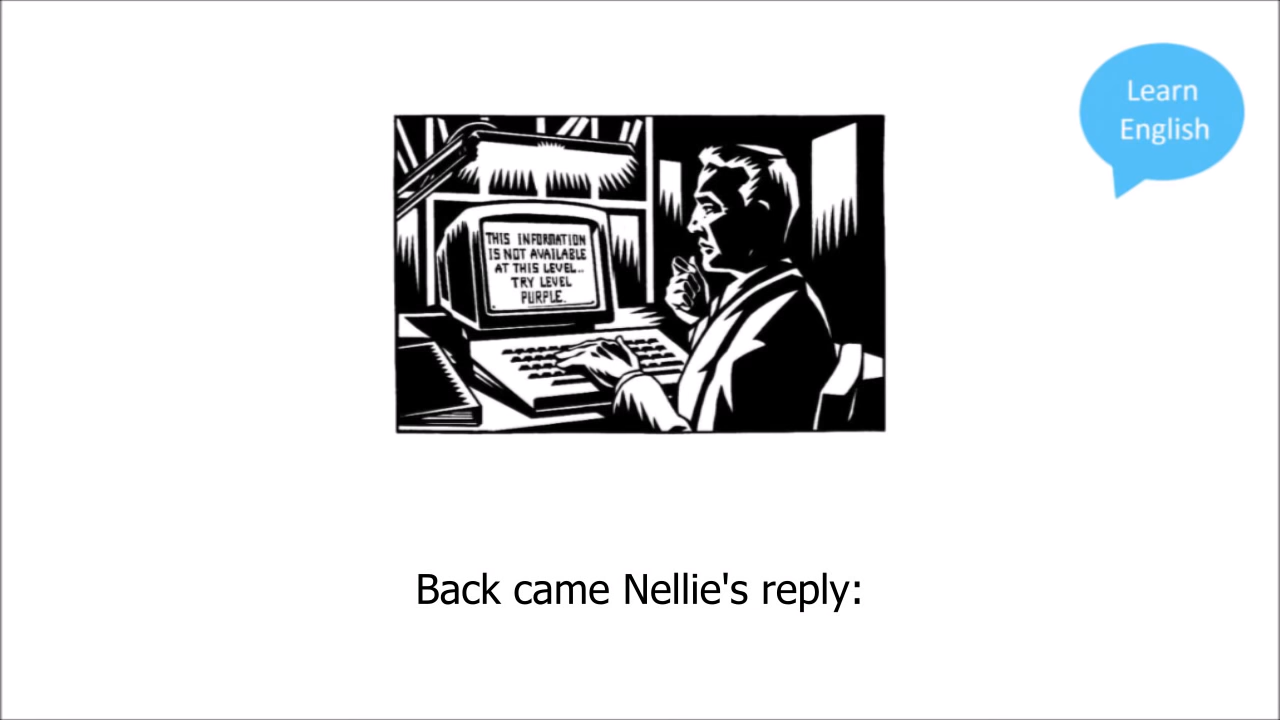 Learn
English
THIS INFORMATION
IS NOT AVAILABLE
AT THIS LEVEL..
TRY LEVEL
PURPLE.
Back came Nellie's reply: